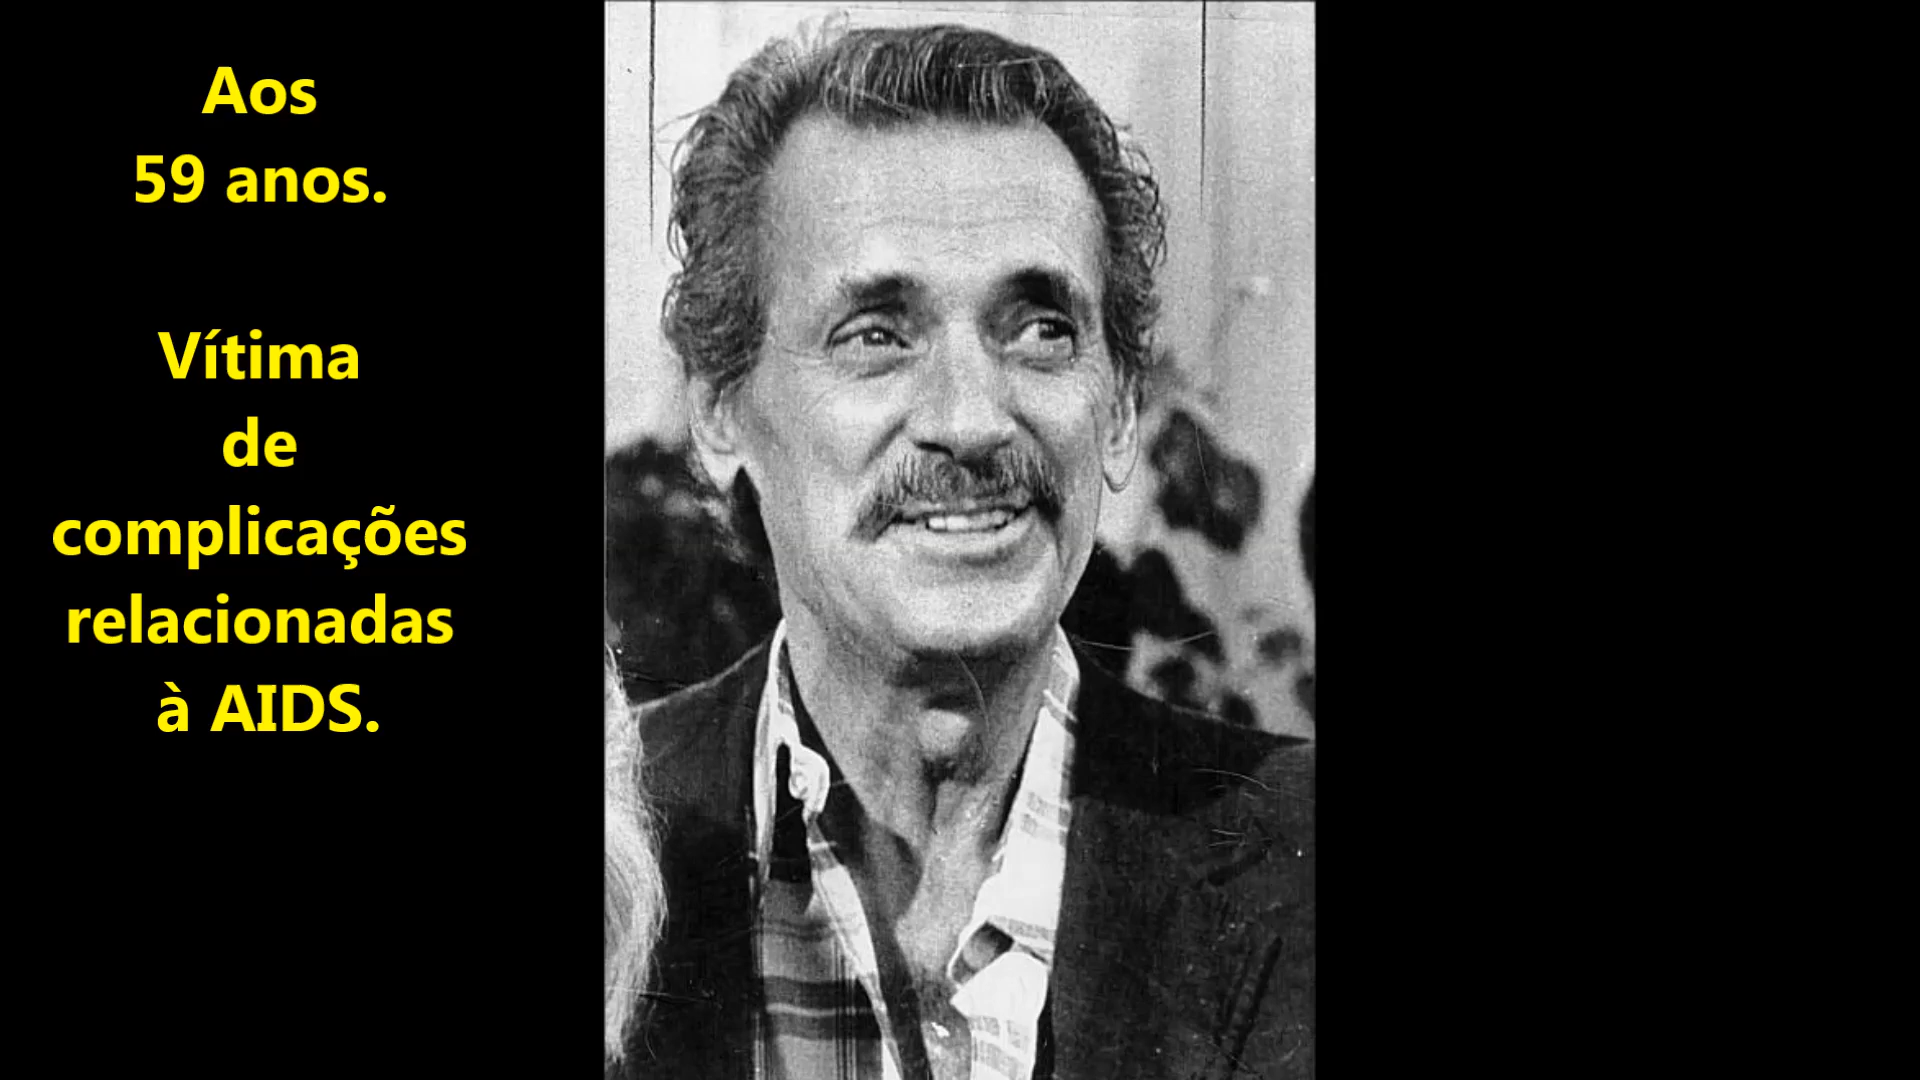 Aos
59 anos.
Vítima
de
complicações
relacionadas
à AIDS.